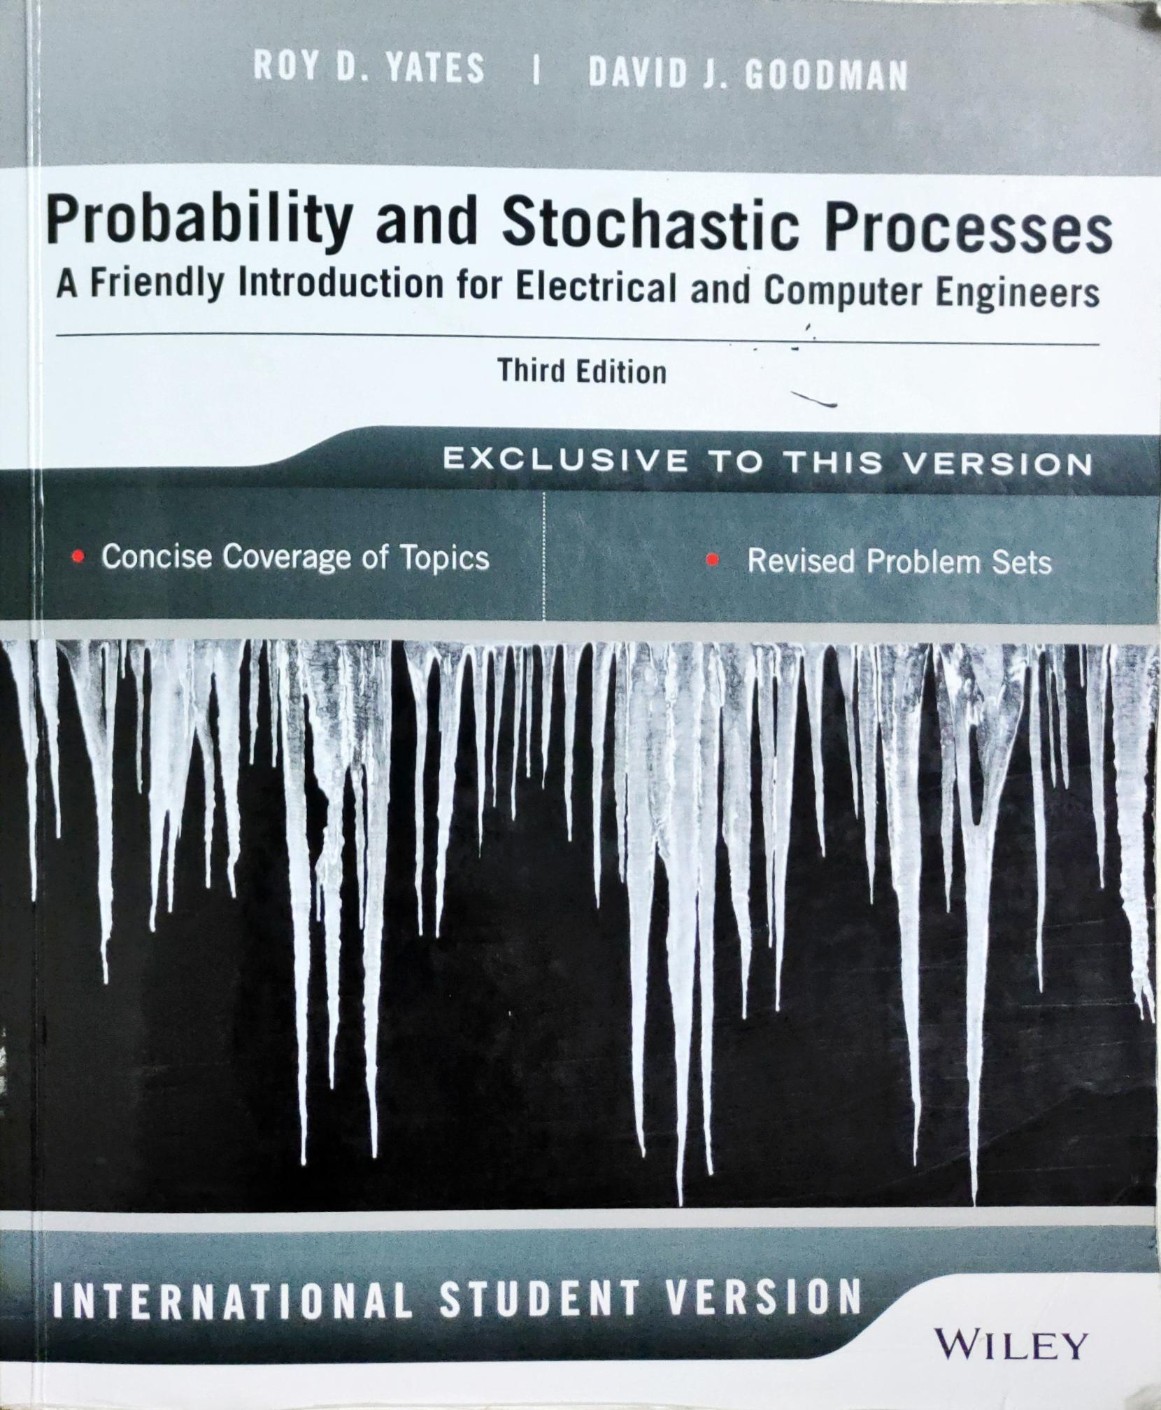 ROY D. YATES | DAVID J. GOODMAN
Probability and Stochastic Processes
A Friendly Introduction for Electrical and Computer Engineers
Third Edition
EXCLUSIVE TO THIS VERSION
• Concise Coverage of Topics
• Revised Problem Sets
INTERNATIONAL STUDENT VERSION
WILEY